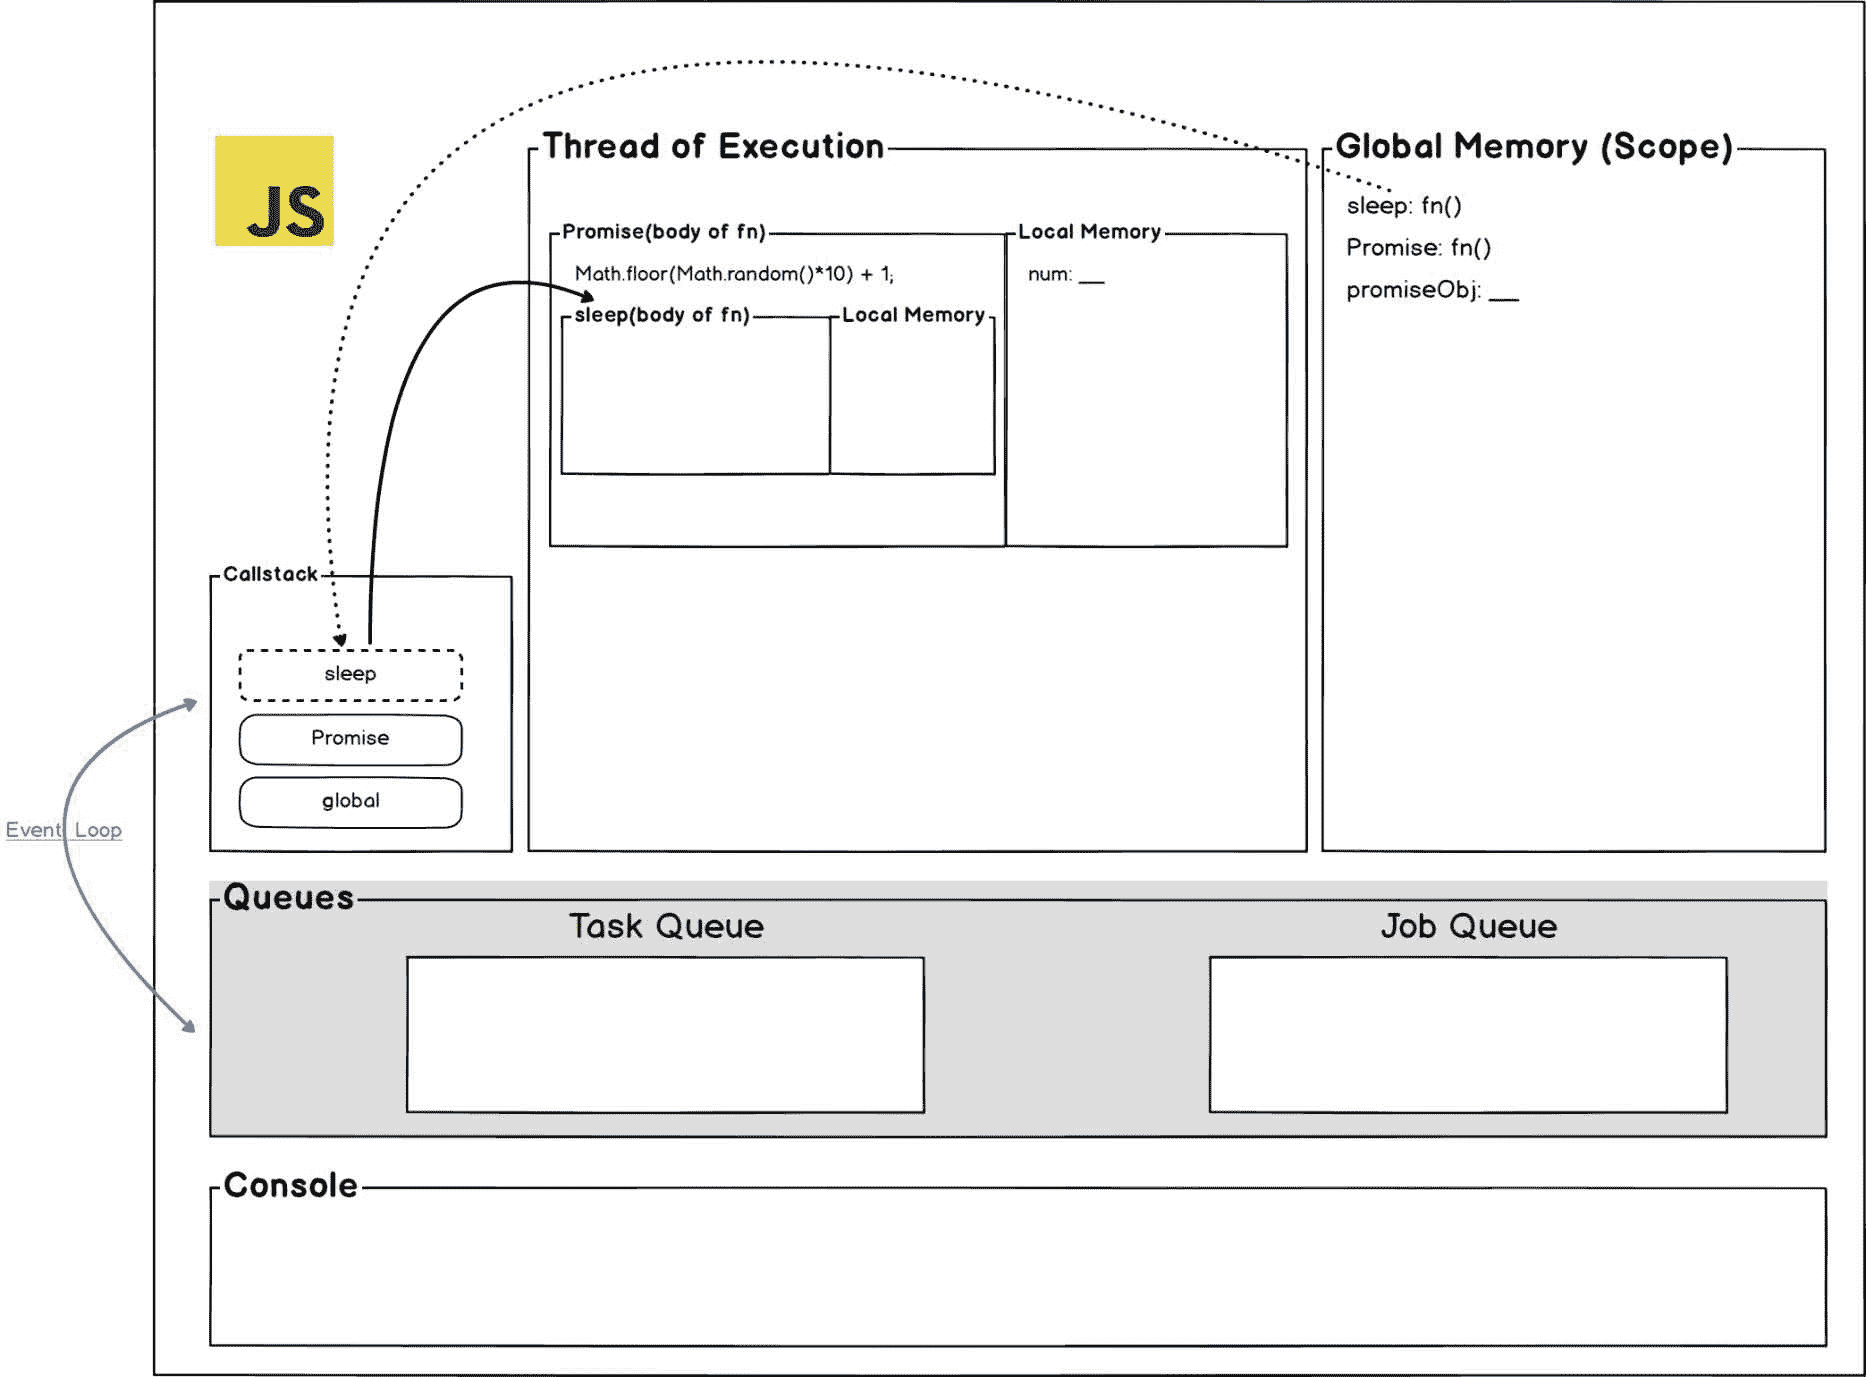 Thread of Execution
Global Memory (Scope)
JS
sleep: fn()
Promise: fn()
promiseObj: __
Promise(body of fn)
Local Memory
Math.floor(Math.random()*10) + 1;
num: __
sleep(body of fn)
Local Memory
Callstack
sleep
Promise
global
Event Loop
Queues
Task Queue
Job Queue
Console